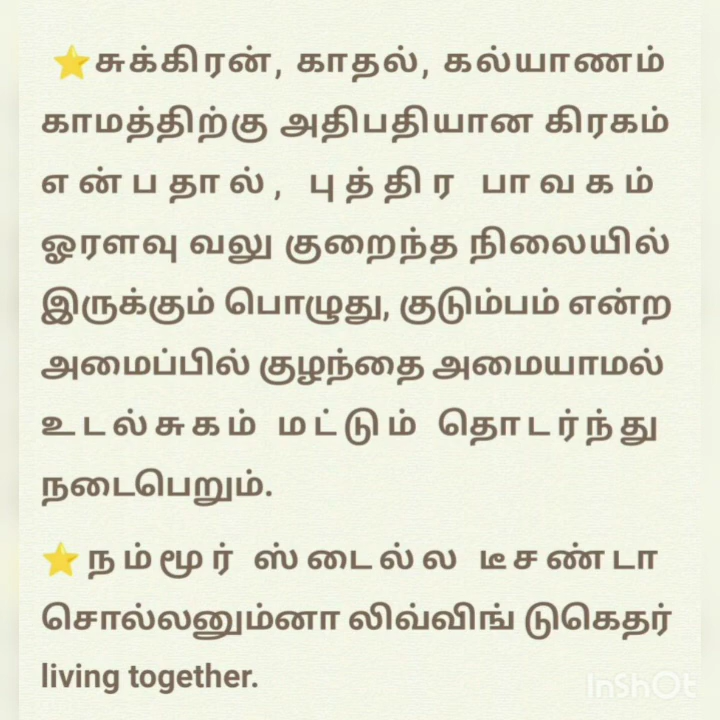 ⭐சுக்கிரன், காதல், கல்யாணம்
காமத்திற்கு அதிபதியான கிரகம்
என்பதால், புத்திர பாவகம்
ஓரளவு வலு குறைந்த நிலையில்
இருக்கும் பொழுது, குடும்பம் என்ற
அமைப்பில் குழந்தை அமையாமல்
உடல்சுகம் மட்டும் தொடர்ந்து
நடைபெறும்.
⭐நம்மூர் ஸ்டைல்ல டீசண்டா
சொல்லனும்னா லிவ்விங் டுகெதர்
living together.
InShOt